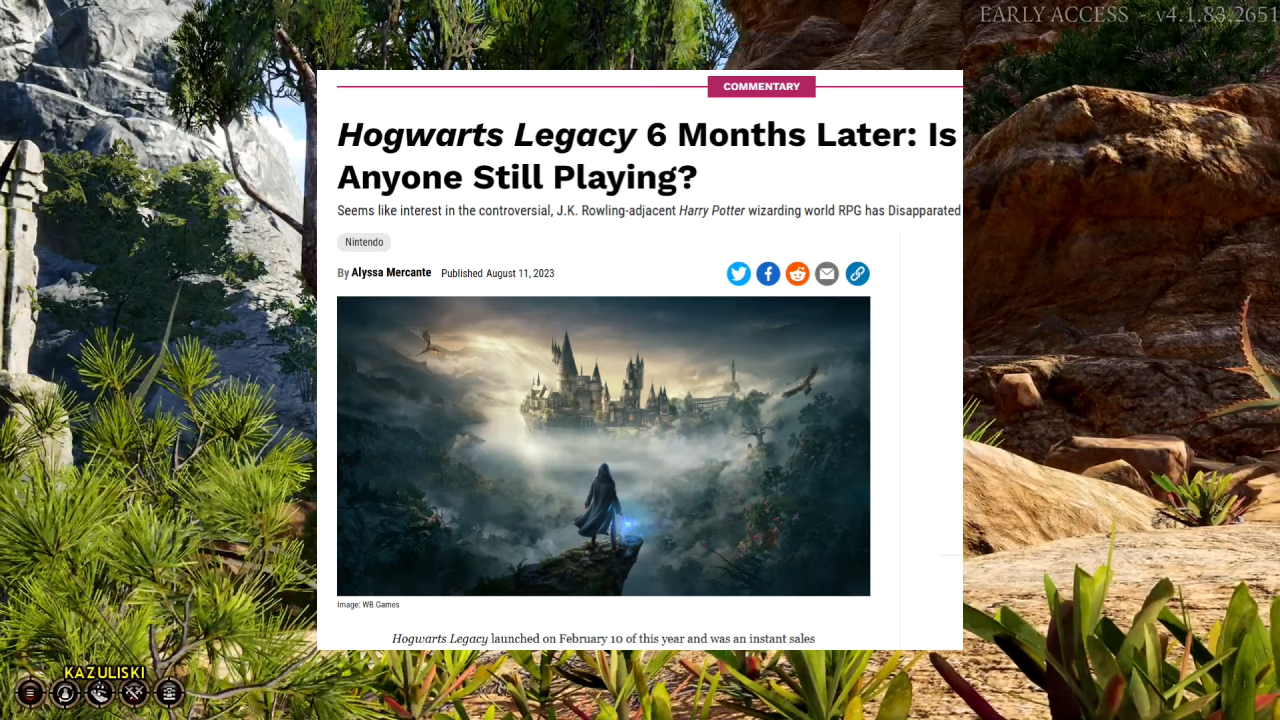 EARLY ACCESS - v4.1.83.2651
COMMENTARY
Hogwarts Legacy 6 Months Later: Is
Anyone Still Playing?
Seems like interest in the controversial, J.K. Rowling-adjacent Harry Potter wizarding world RPG has Disapparated
Nintendo
By Alyssa Mercante Published August 11, 2023
Image: WB Games
Hogwarts Legacy launched on February 10 of this year and was an instant sales
KAZULISKI